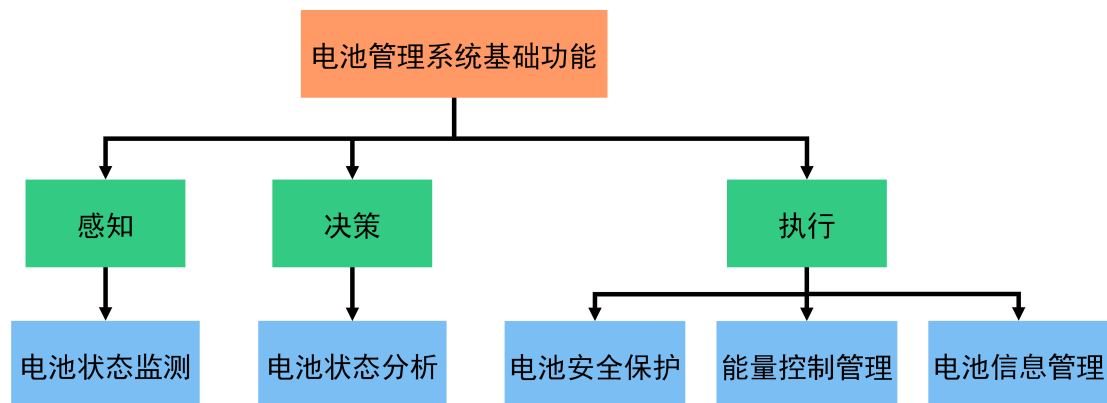 电池管理系统基础功能
感知
决策
执行
电池状态监测
电池状态分析
电池安全保护
能量控制管理
电池信息管理